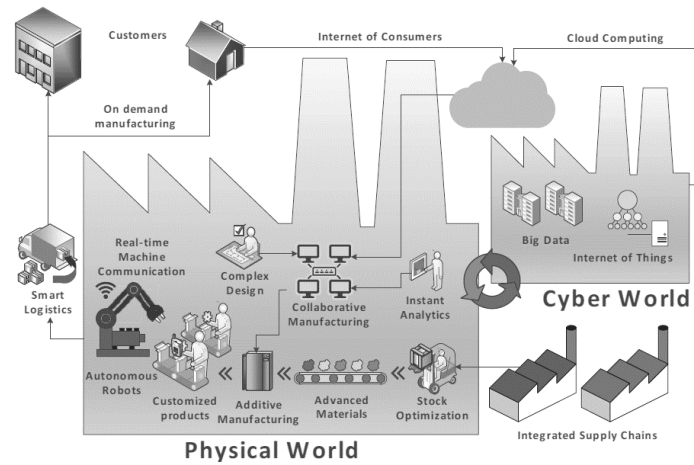 Customers
Internet of Consumers
Cloud Computing
On demand
manufacturing
Big Data
Internet of Things
Cyber World
Real-time
Machine
Communication
Smart
Logistics
Complex
Design
Collaborative
Manufacturing
Instant
Analytics
Autonomous
Robots
Customized
products
Additive
Manufacturing
Advanced
Materials
Stock
Optimization
Integrated Supply Chains
Physical World